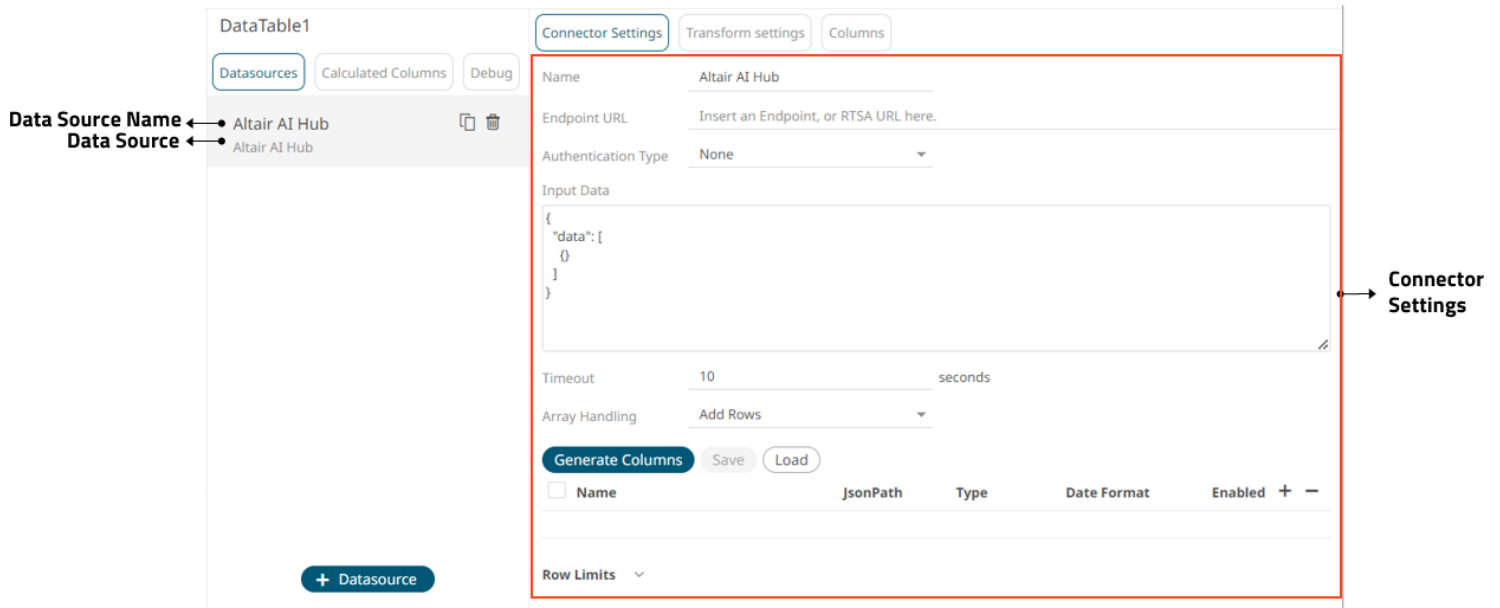 DataTable1
Datasources Calculated Columns Debug
Data Source Name
Data Source
Altair AI Hub
Altair AI Hub
+ Datasource
Connector Settings Transform settings Columns
Name Altair AI Hub
Endpoint URL Insert an Endpoint, or RTSA URL here.
Authentication Type None
Input Data
{
"data": [
{}
]
}
Timeout 10 seconds
Array Handling Add Rows
Generate Columns Save Load
Name JsonPath Type Date Format Enabled + −
Row Limits
Connector
Settings